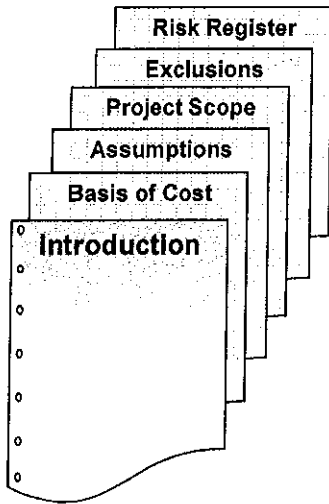 Risk Register
Exclusions
Project Scope
Assumptions
Basis of Cost
Introduction